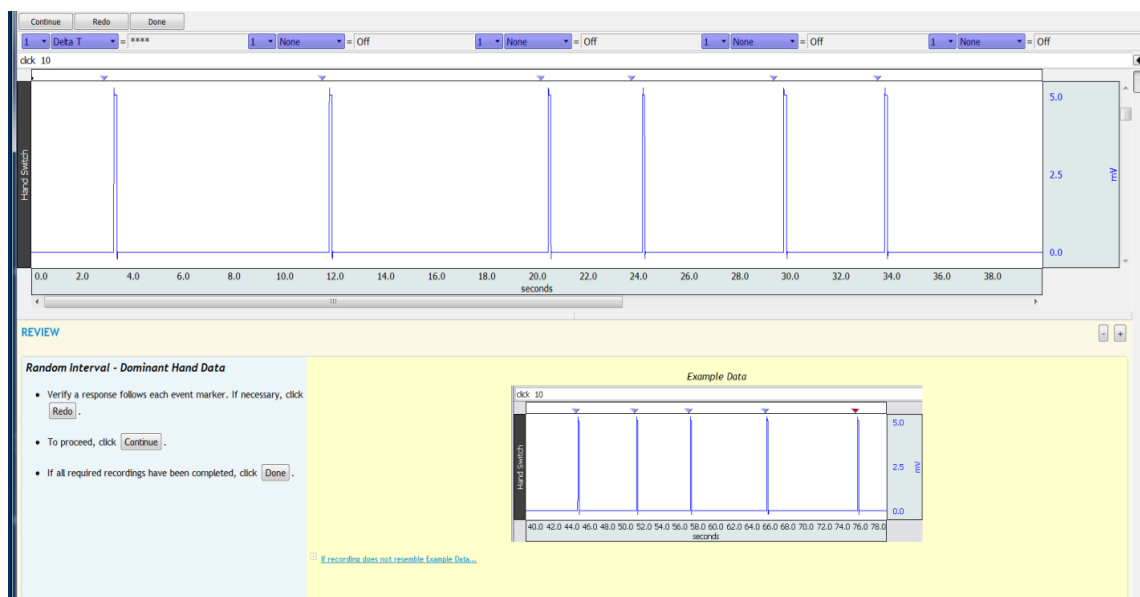 Continue Redo Done
1 Delta T = **** 1 None = Off 1 None = Off 1 None = Off 1 None = Off
click 10
Hand Switch
5.0
2.5
0.0
mV
0.0 2.0 4.0 6.0 8.0 10.0 12.0 14.0 16.0 18.0 20.0 22.0 24.0 26.0 28.0 30.0 32.0 34.0 36.0 38.0
seconds
REVIEW
- +
Random Interval - Dominant Hand Data
• Verify a response follows each event marker. If necessary, click
Redo .
• To proceed, click Continue .
• If all required recordings have been completed, click Done .
Example Data
click 10
Hand Switch
5.0
2.5
0.0
mV
40.0 42.0 44.0 46.0 48.0 50.0 52.0 54.0 56.0 58.0 60.0 62.0 64.0 66.0 68.0 70.0 72.0 74.0 76.0 78.0
seconds
If recording does not resemble Example Data...